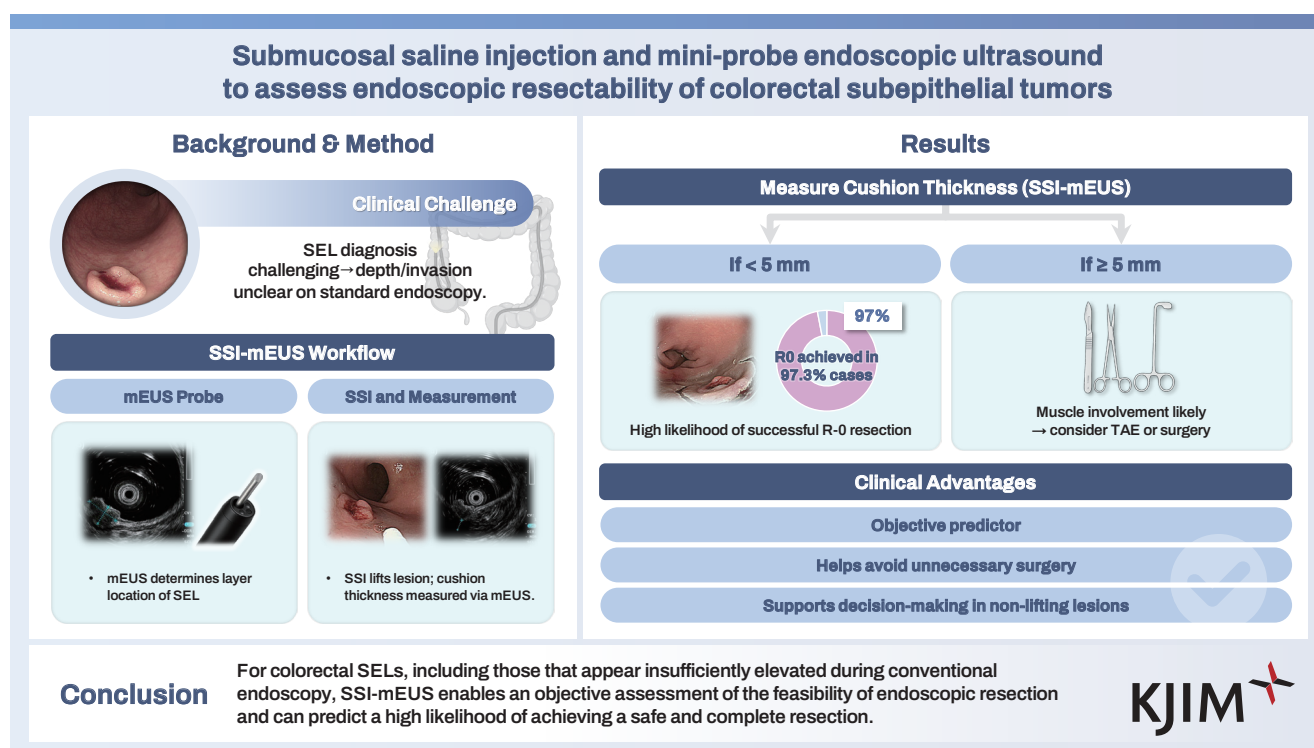 Submucosal saline injection and mini-probe endoscopic ultrasound
to assess endoscopic resectability of colorectal subepithelial tumors
Background & Method
Clinical Challenge
SEL diagnosis
challenging→depth/invasion
unclear on standard endoscopy.
SSI-mEUS Workflow
mEUS Probe
SSI and Measurement
• mEUS determines layer
location of SEL
• SSI lifts lesion; cushion
thickness measured via mEUS.
Results
Measure Cushion Thickness (SSI-mEUS)
If < 5 mm
If ≥ 5 mm
97%
R0 achieved in
97.3% cases
High likelihood of successful R-0 resection
Muscle involvement likely
→ consider TAE or surgery
Clinical Advantages
Objective predictor
Helps avoid unnecessary surgery
Supports decision-making in non-lifting lesions
Conclusion
For colorectal SELs, including those that appear insufficiently elevated during conventional
endoscopy, SSI-mEUS enables an objective assessment of the feasibility of endoscopic resection
and can predict a high likelihood of achieving a safe and complete resection.
KJIM